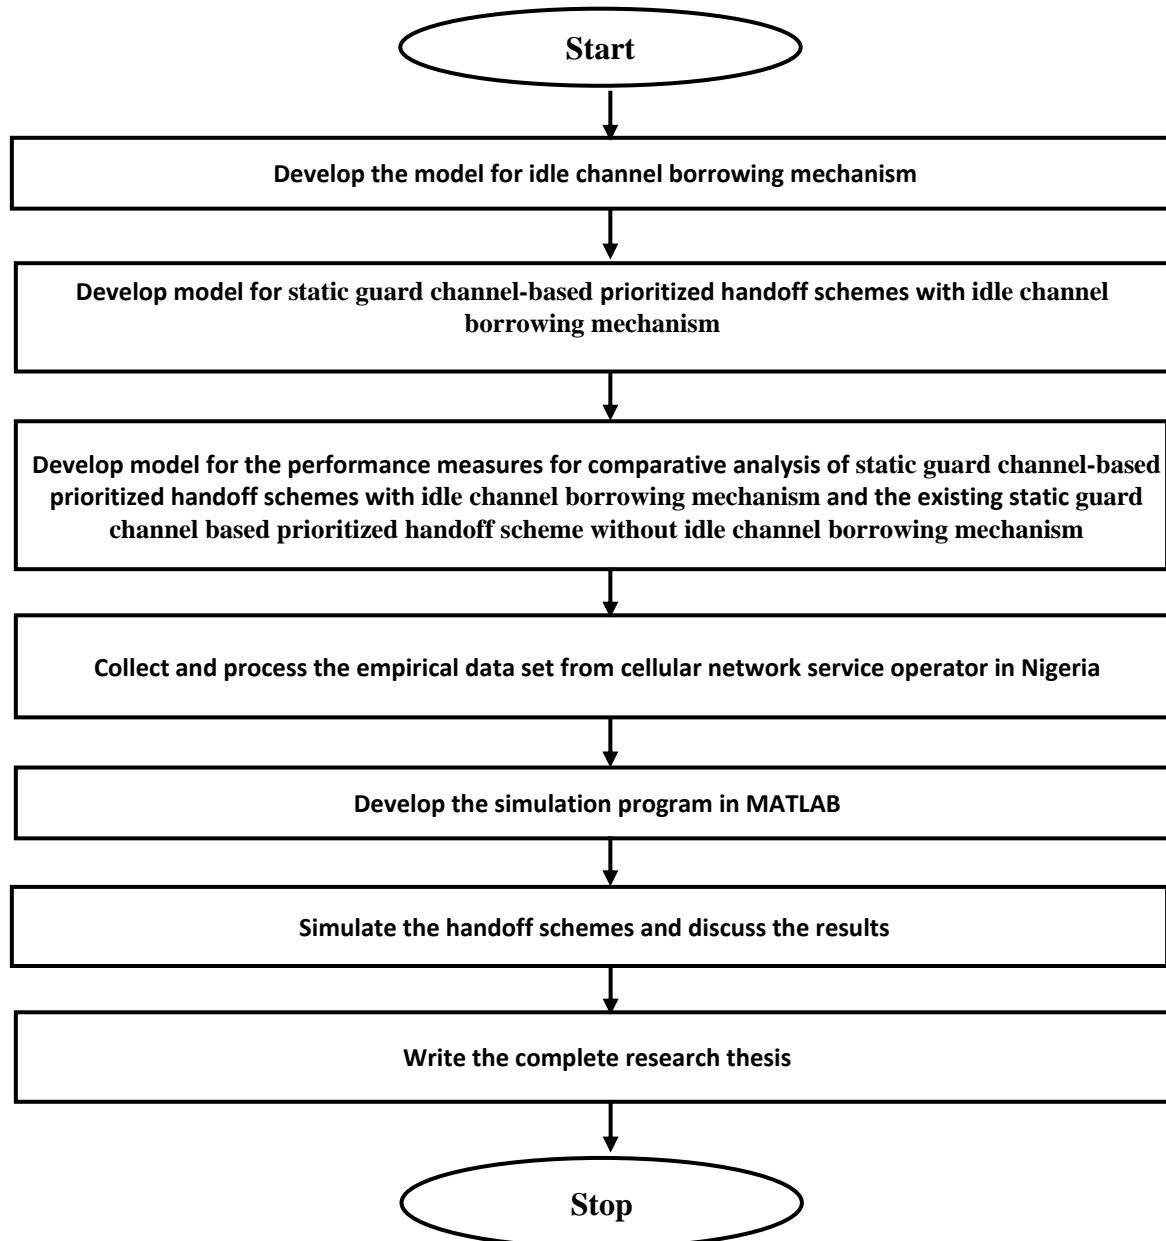 Start
Develop the model for idle channel borrowing mechanism
Develop model for static guard channel-based prioritized handoff schemes with idle channel
borrowing mechanism
Develop model for the performance measures for comparative analysis of static guard channel-based
prioritized handoff schemes with idle channel borrowing mechanism and the existing static guard
channel based prioritized handoff scheme without idle channel borrowing mechanism
Collect and process the empirical data set from cellular network service operator in Nigeria
Develop the simulation program in MATLAB
Simulate the handoff schemes and discuss the results
Write the complete research thesis
Stop